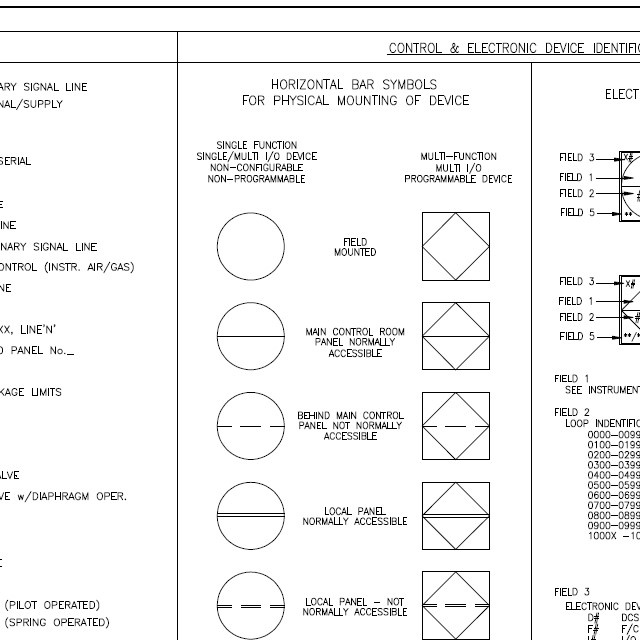 CONTROL & ELECTRONIC DEVICE
ARY SIGNAL LINE
NAL/SUPPLY
SERIAL
E
INE
NARY SIGNAL LINE
ONTROL (INSTR. AIR/GAS)
NE
XX, LINE'N'
O PANEL No._
KAGE LIMITS
ALVE
VE w/DIAPHRAGM OPER.
E
(PILOT OPERATED)
(SPRING OPERATED)
HORIZONTAL BAR SYMBOLS
FOR PHYSICAL MOUNTING OF DEVICE
SINGLE FUNCTION
SINGLE/MULTI I/O DEVICE
NON-CONFIGURABLE
NON-PROGRAMMABLE
MULTI-FUNCTION
MULTI I/O
PROGRAMMABLE DEVICE
FIELD
MOUNTED
MAIN CONTROL ROOM
PANEL NORMALLY
ACCESSIBLE
BEHIND MAIN CONTROL
PANEL NOT NORMALLY
ACCESSIBLE
LOCAL PANEL
NORMALLY ACCESSIBLE
LOCAL PANEL - NOT
NORMALLY ACCESSIBLE
ELECT
FIELD 3 X#
FIELD 1
FIELD 2 #
FIELD 5 **
FIELD 3 X#
FIELD 1
FIELD 2 #
FIELD 5 **/*
FIELD 1
SEE INSTRUMENT
FIELD 2
LOOP INDENTIFIC
0000-0099
0100-0199
0200-0299
0300-0399
0400-0499
0500-0599
0600-0699
0700-0799
0800-0899
0900-0999
1000X -10
FIELD 3
ELECTRONIC DEV
D# DCS
F# F/C